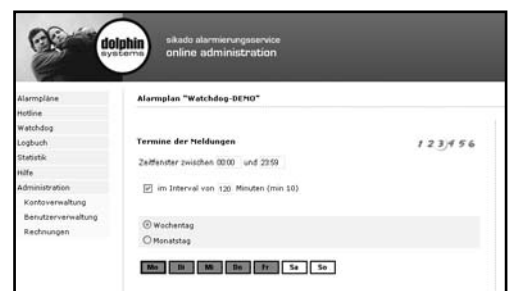 dolphin
systems
sikado alarmierungsservice
online administration
Alarmpläne
Hotline
Watchdog
Logbuch
Statistik
Hilfe
Administration
Kontoverwaltung
Benutzerverwaltung
Rechnungen
Alarmplan "Watchdog-DEMO"
Termine der Meldungen
1 2 3 4 5 6
Zeitfenster zwischen 00:00 und 23:59
im Interval von 120 Minuten (min 10)
Wochentag
Monatstag
Mo Di Mi Do Fr Sa So